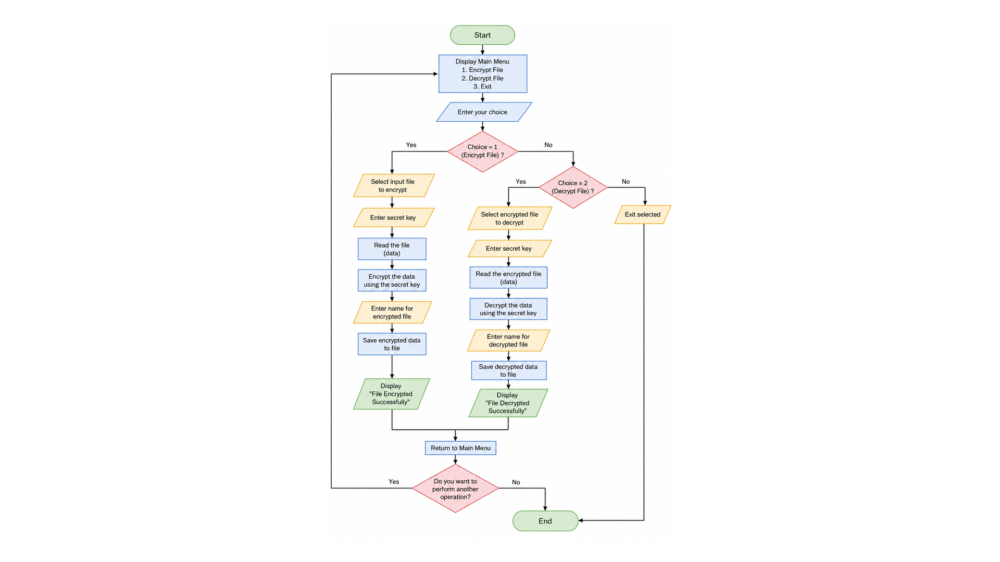 Start
Display Main Menu
1. Encrypt File
2. Decrypt File
3. Exit
Enter your choice
Choice = 1
(Encrypt File) ?
Yes
No
Select input file
to encrypt
Enter secret key
Read the file
(data)
Encrypt the data
using the secret key
Enter name for
encrypted file
Save encrypted data
to file
Display
"File Encrypted
Successfully"
Choice = 2
(Decrypt File) ?
Yes
No
Select encrypted file
to decrypt
Enter secret key
Read the encrypted file
(data)
Decrypt the data
using the secret key
Enter name for
decrypted file
Save decrypted data
to file
Display
"File Decrypted
Successfully"
Exit selected
Return to Main Menu
Do you want to
perform another
operation?
Yes
No
End